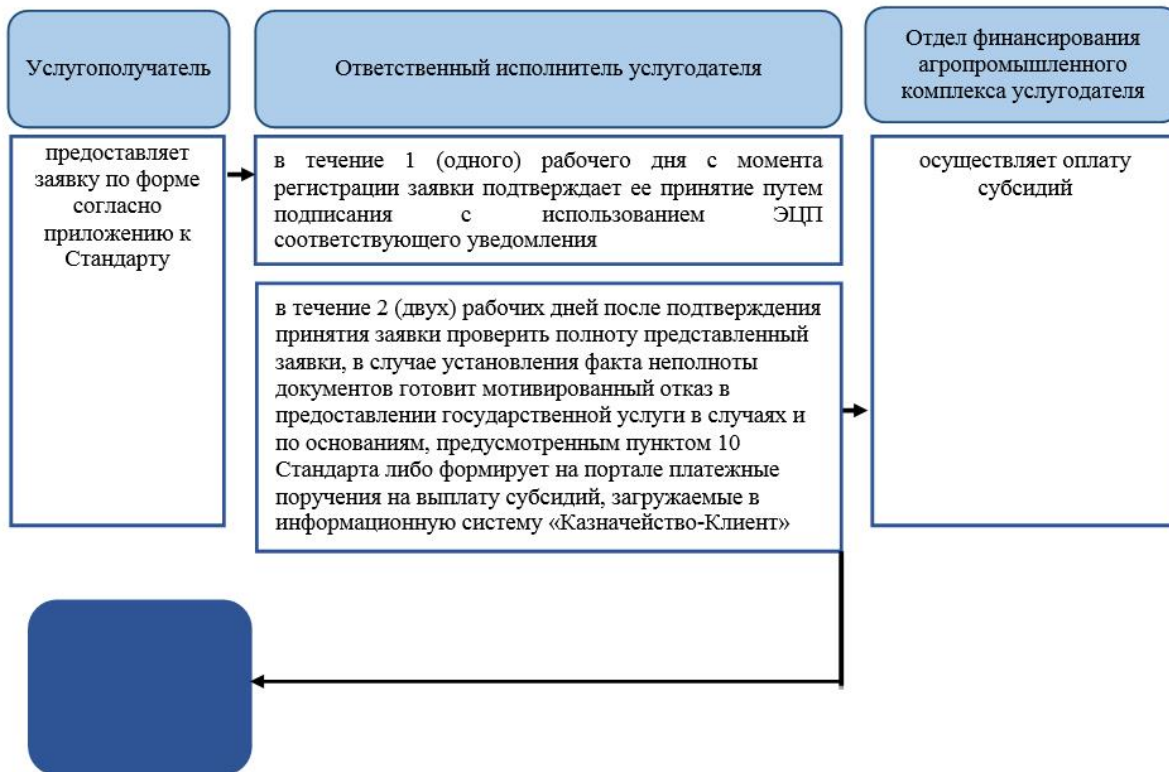 Услугополучатель
Ответственный исполнитель услугодателя
Отдел финансирования
агропромышленного
комплекса услугодателя
предоставляет
заявку по форме
согласно
приложению к
Стандарту
в течение 1 (одного) рабочего дня с момента
регистрации заявки подтверждает ее принятие путем
подписания с использованием ЭЦП
соответствующего уведомления
в течение 2 (двух) рабочих дней после подтверждения
принятия заявки проверить полноту представленный
заявки, в случае установления факта неполноты
документов готовит мотивированный отказ в
предоставлении государственной услуги в случаях и
по основаниям, предусмотренным пунктом 10
Стандарта либо формирует на портале платежные
поручения на выплату субсидий, загружаемые в
информационную систему «Казначейство-Клиент»
осуществляет оплату
субсидий